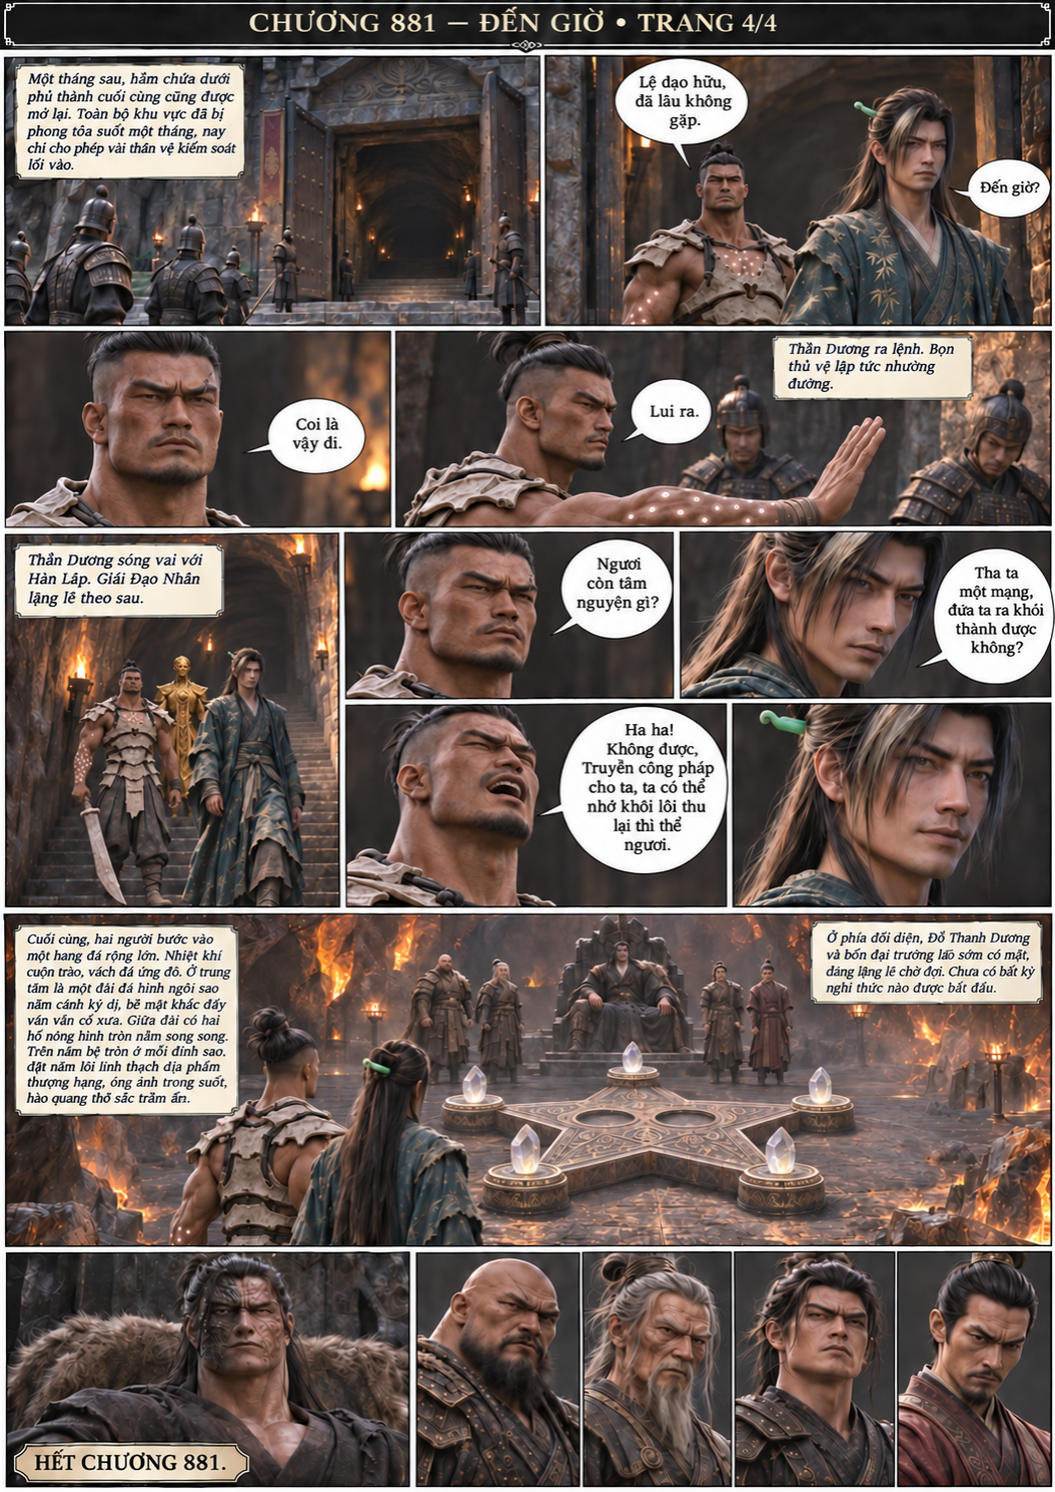 CHƯƠNG 881 — ĐẾN GIỜ • TRANG 4/4
Một tháng sau, hầm chứa dưới
phủ thành cuối cùng cũng được
mở lại. Toàn bộ khu vực đã bị
phong tỏa suốt một tháng, nay
chỉ cho phép vài thân vệ kiểm soát
lối vào.
Lệ đạo hữu,
đã lâu không
gặp.
Đến giờ?
Coi là
vậy đi.
Lui ra.
Thần Dương ra lệnh. Bọn
thủ vệ lập tức nhường
đường.
Thần Dương sóng vai với
Hàn Lập. Giải Đạo Nhân
lặng lẽ theo sau.
Ngươi
còn tâm
nguyện gì?
Tha ta
một mạng,
đưa ta ra khỏi
thành được
không?
Ha ha!
Không được,
Truyền công pháp
cho ta, ta có thể
nhớ khôi lỗi thu
lại thi thể
ngươi.
Cuối cùng, hai người bước vào
một hang đá rộng lớn. Nhiệt khí
cuộn trào, vách đá ửng đỏ. Ở trung
tâm là một đài đá hình ngôi sao
năm cánh kỳ dị, bề mặt khắc đầy
vân văn cổ xưa. Giữa đài có hai
hố nông hình tròn nằm song song.
Trên năm bệ tròn ở mỗi đỉnh sao,
đặt năm lôi linh thạch địa phẩm
thượng hạng, óng ánh trong suốt,
hào quang thổ sắc trầm ẩn.
Ở phía đối diện, Đỗ Thanh Dương
và bốn đại trưởng lão sớm có mặt,
dáng lặng lẽ chờ đợi. Chưa có bất kỳ
nghi thức nào được bắt đầu.
HẾT CHƯƠNG 881.